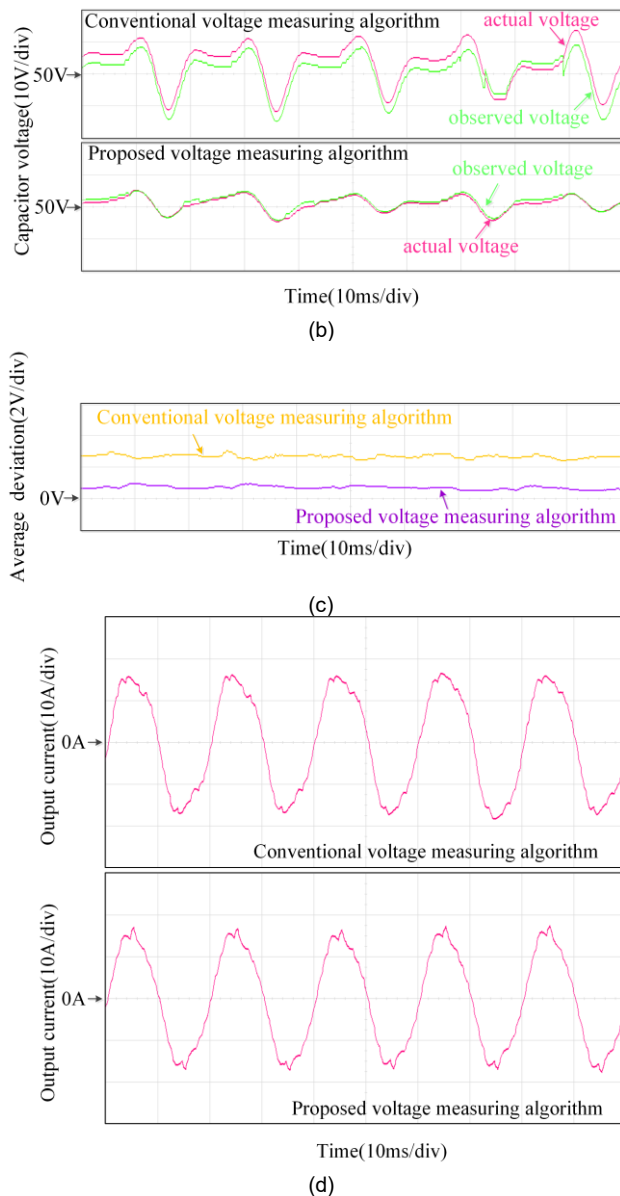 Capacitor voltage(10V/div)
Conventional voltage measuring algorithm
actual voltage
50V
observed voltage
Proposed voltage measuring algorithm
observed voltage
50V
actual voltage
Time(10ms/div)
(b)
Average deviation(2V/div)
Conventional voltage measuring algorithm
0V
Proposed voltage measuring algorithm
Time(10ms/div)
(c)
Output current(10A/div)
0A
Conventional voltage measuring algorithm
Output current(10A/div)
0A
Proposed voltage measuring algorithm
Time(10ms/div)
(d)